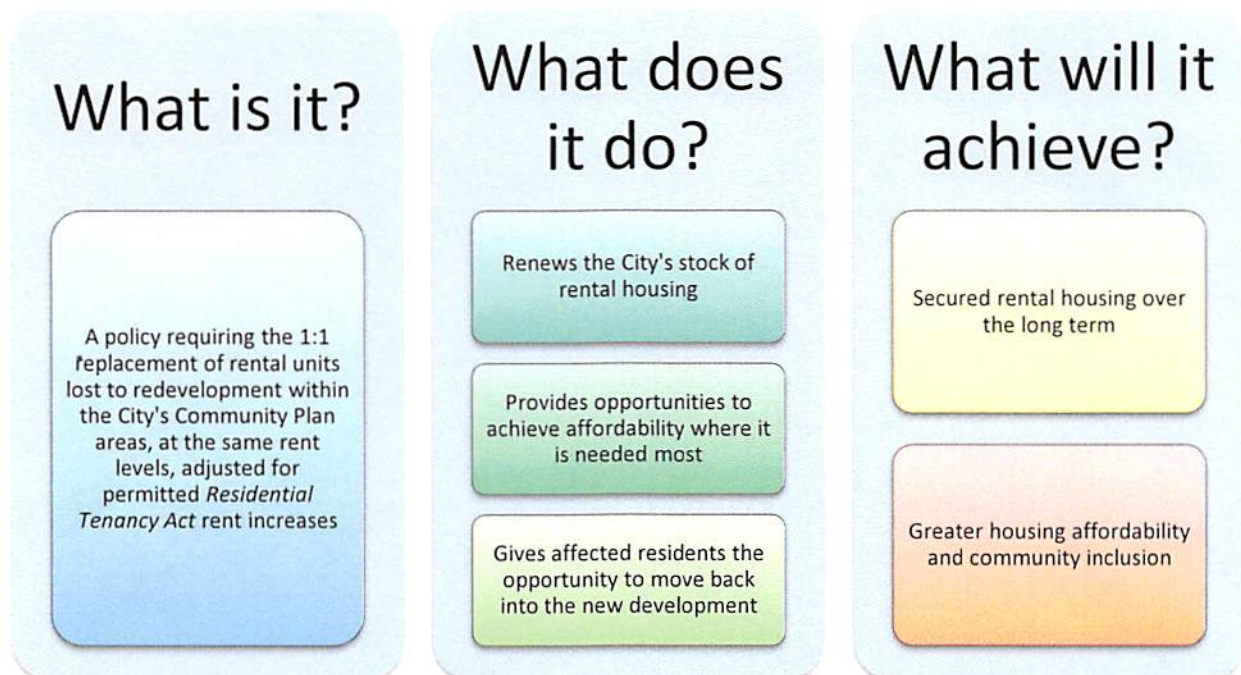 What is it?
A policy requiring the 1:1
replacement of rental units
lost to redevelopment within
the City's Community Plan
areas, at the same rent
levels, adjusted for
permitted Residential
Tenancy Act rent increases
What does
it do?
Renews the City's stock of
rental housing
Provides opportunities to
achieve affordability where it
is needed most
Gives affected residents the
opportunity to move back
into the new development
What will it
achieve?
Secured rental housing over
the long term
Greater housing affordability
and community inclusion